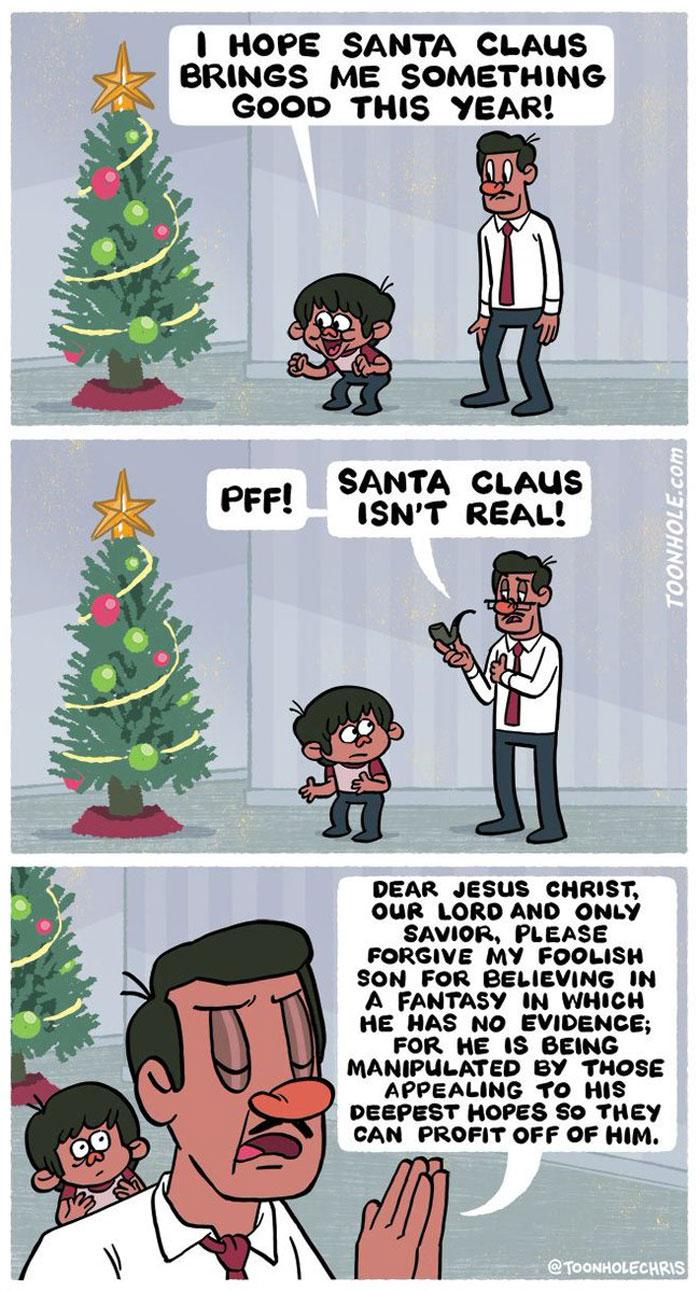 I HOPE SANTA CLAUS
BRINGS ME SOMETHING
GOOD THIS YEAR!
PFF!
SANTA CLAUS
ISN'T REAL!
TOONHOLE.com
DEAR JESUS CHRIST,
OUR LORD AND ONLY
SAVIOR, PLEASE
FORGIVE MY FOOLISH
SON FOR BELIEVING IN
A FANTASY IN WHICH
HE HAS NO EVIDENCE;
FOR HE IS BEING
MANIPULATED BY THOSE
APPEALING TO HIS
DEEPEST HOPES SO THEY
CAN PROFIT OFF OF HIM.
@TOONHOLECHRIS